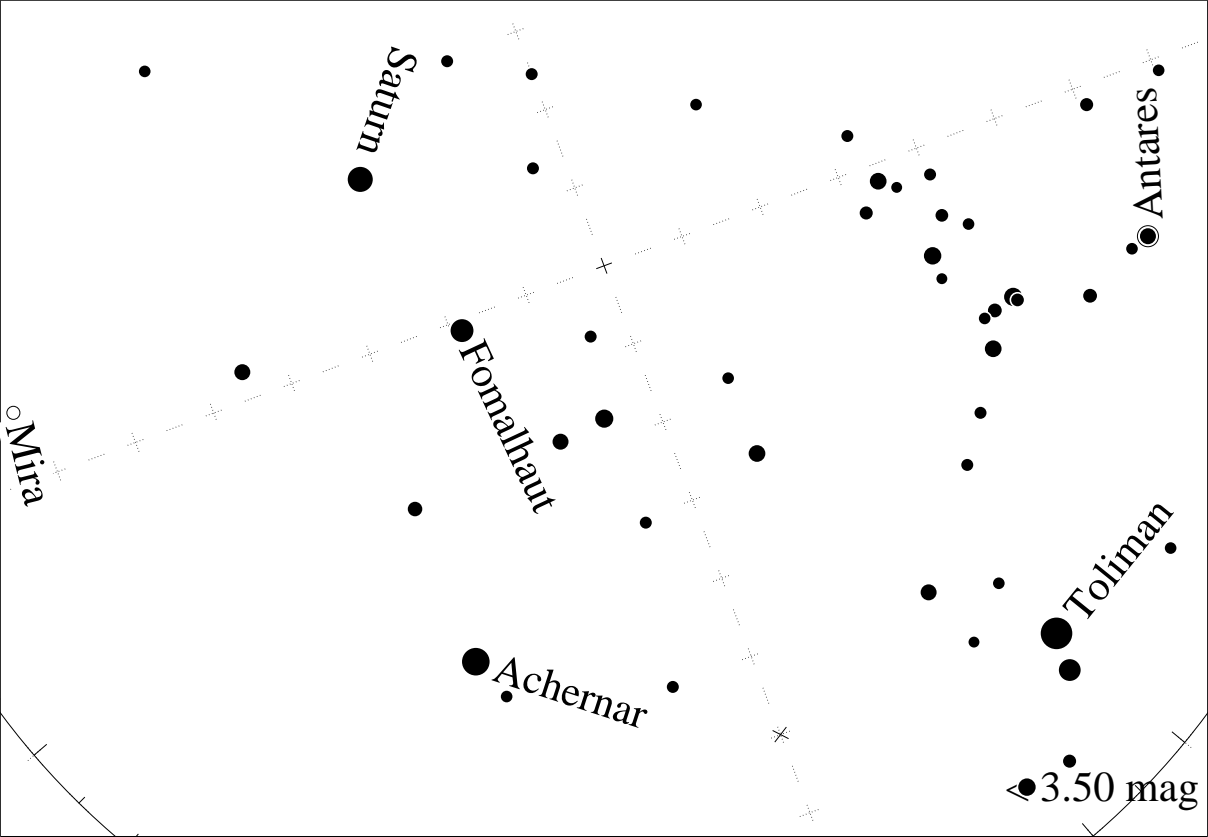 Saturn
Antares
Fomalhaut
Mira
Toliman
Achernar
< 3.50 mag